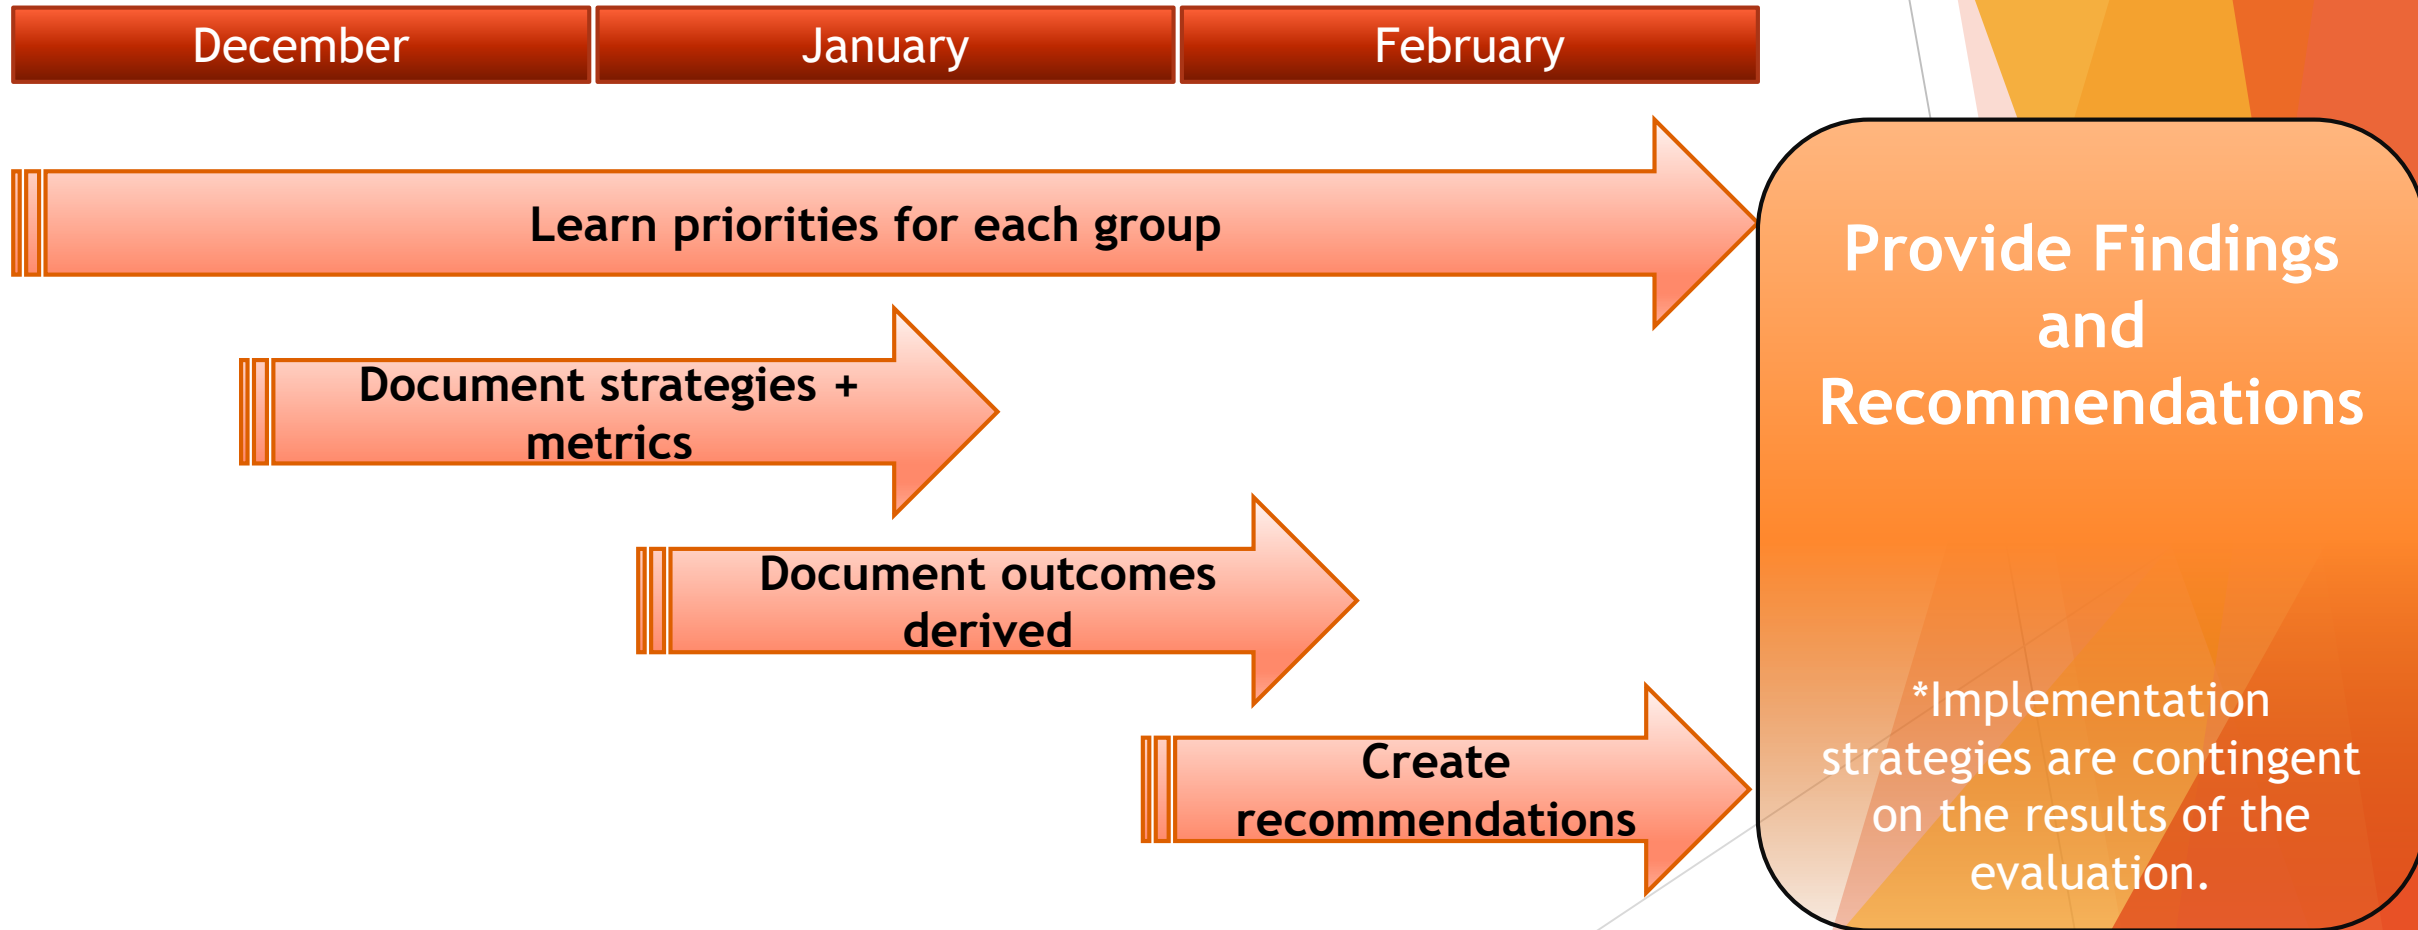 December
January
February
Learn priorities for each group
Document strategies +
metrics
Document outcomes
derived
Create
recommendations
Provide Findings
and
Recommendations
*Implementation
strategies are contingent
on the results of the
evaluation.